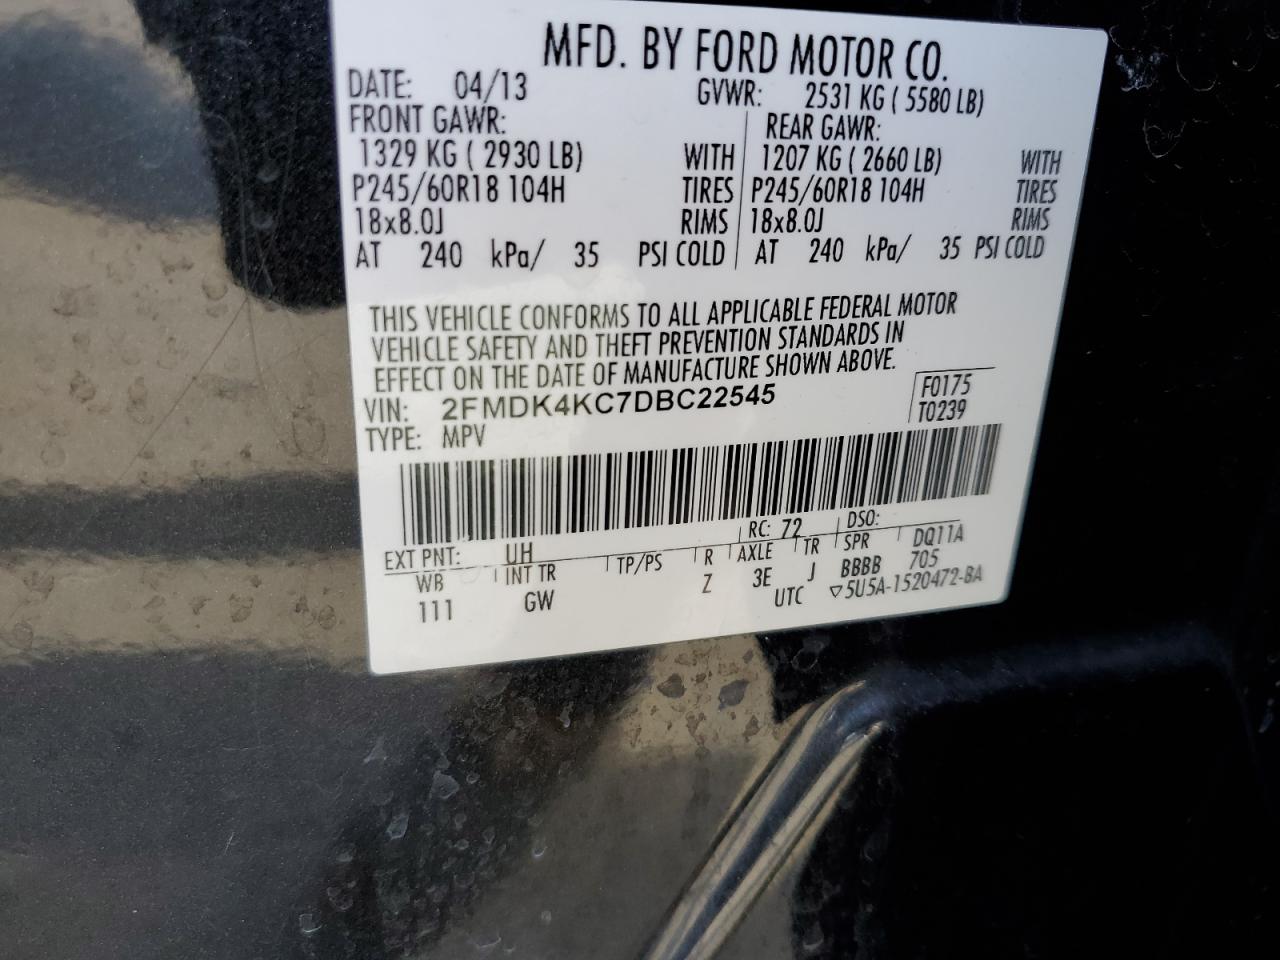 MFD. BY FORD MOTOR CO.
DATE: 04/13 GVWR: 2531 KG ( 5580 LB)
FRONT GAWR: REAR GAWR:
1329 KG ( 2930 LB) WITH 1207 KG ( 2660 LB) WITH
P245/60R18 104H TIRES P245/60R18 104H TIRES
18x8.0J RIMS 18x8.0J RIMS
AT 240 kPa/ 35 PSI COLD AT 240 kPa/ 35 PSI COLD
THIS VEHICLE CONFORMS TO ALL APPLICABLE FEDERAL MOTOR
VEHICLE SAFETY AND THEFT PREVENTION STANDARDS IN
EFFECT ON THE DATE OF MANUFACTURE SHOWN ABOVE.
VIN: 2FMDK4KC7DBC22545 F0175
TYPE: MPV T0239
EXT PNT: UH RC: 72 DSO:
WB INT TR TP/PS R AXLE TR SPR DQ11A
111 GW Z 3E J BBBB 705
UTC ▽5U5A-1520472-BA